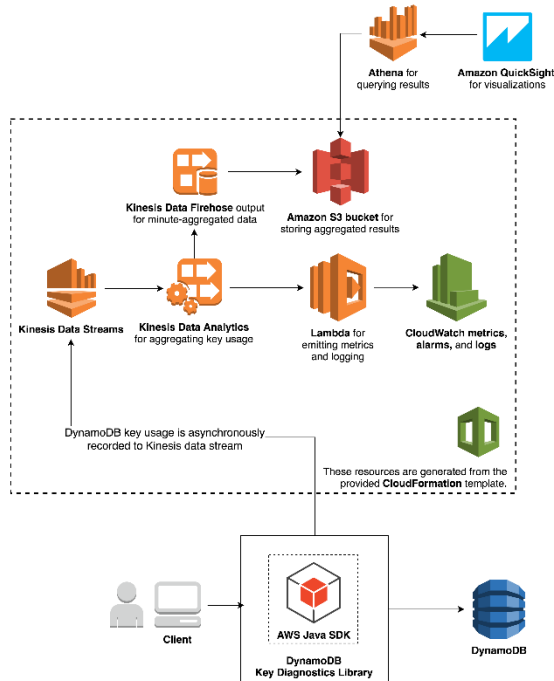 Athena for
querying results
Amazon QuickSight
for visualizations
Kinesis Data Firehose output
for minute-aggregated data
Amazon S3 bucket for
storing aggregated results
Kinesis Data Streams
Kinesis Data Analytics
for aggregating key usage
Lambda for
emitting metrics
and logging
CloudWatch metrics,
alarms, and logs
DynamoDB key usage is asynchronously
recorded to Kinesis data stream
These resources are generated from the
provided CloudFormation template.
Client
AWS Java SDK
DynamoDB
Key Diagnostics Library
DynamoDB